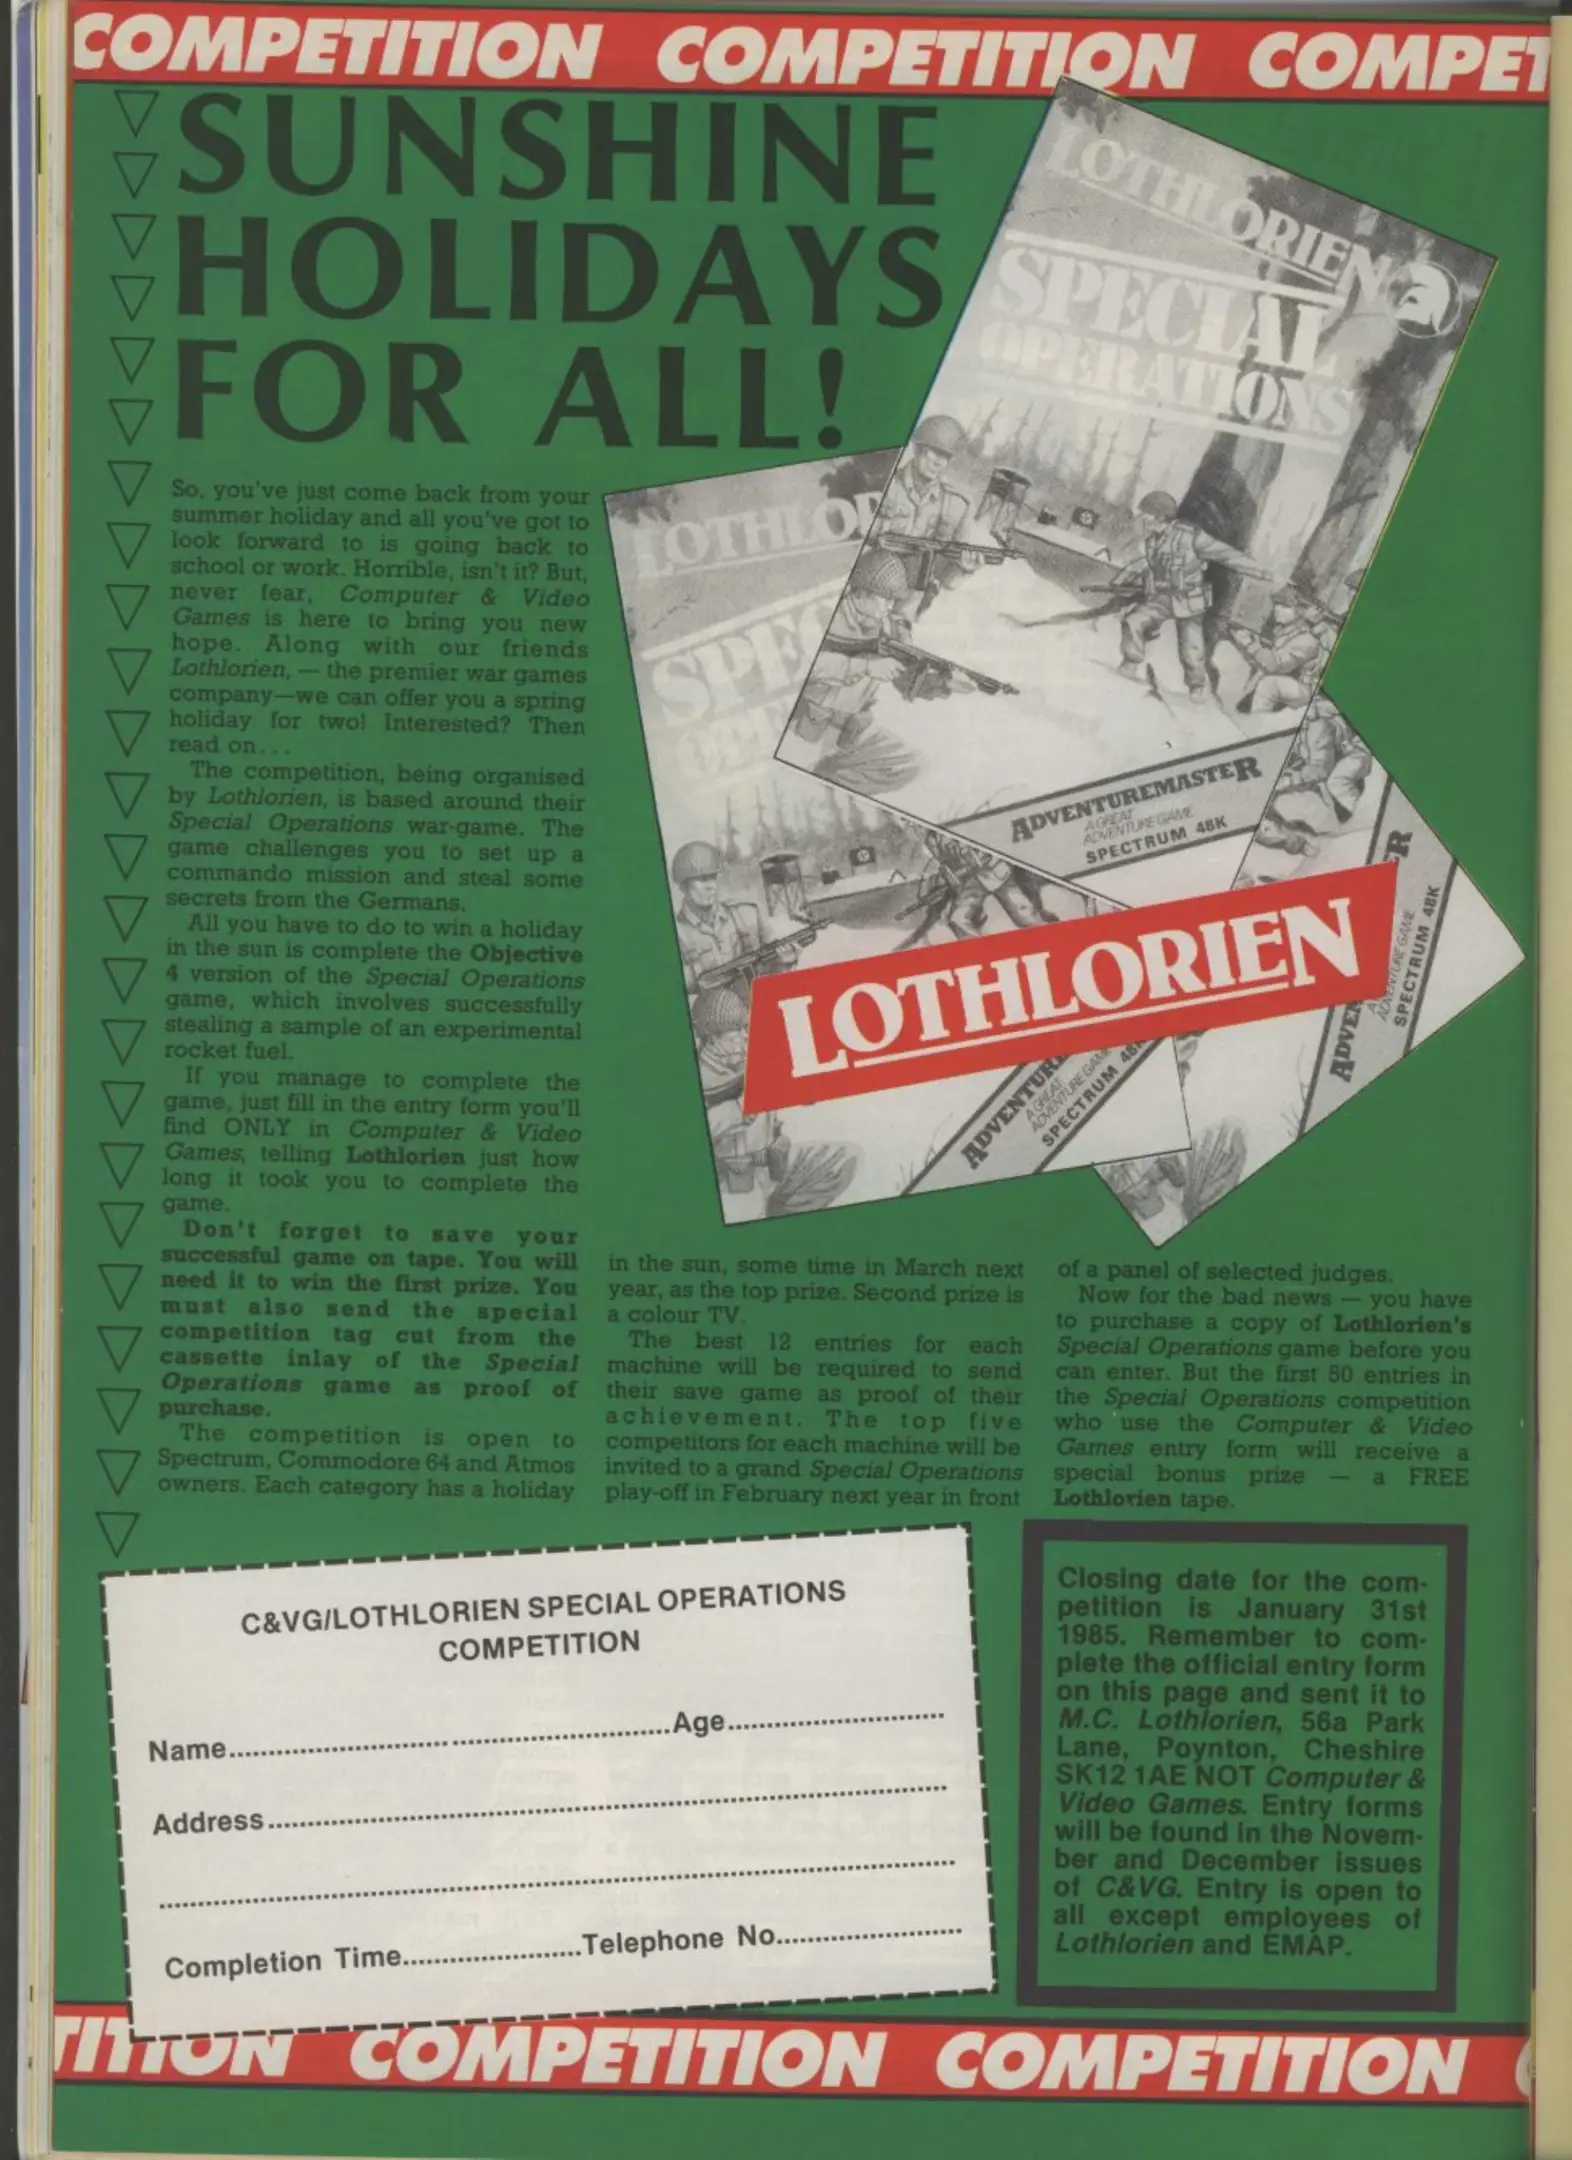 COMPETITION COMPETITION COMPET
SUNSHINE
HOLIDAYS
FOR ALL!
So, you've just come back from your
summer holiday and all you've got to
look forward to is going back to
school or work. Horrible, isn't it? But,
never fear, Computer & Video
Games is here to bring you new
hope. Along with our friends
Lothlorien, — the premier war games
company—we can offer you a spring
holiday for two! Interested? Then
read on...
The competition, being organised
by Lothlorien, is based around their
Special Operations war-game. The
game challenges you to set up a
commando mission and steal some
secrets from the Germans.
All you have to do to win a holiday
in the sun is complete the Objective
4 version of the Special Operations
game, which involves successfully
stealing a sample of an experimental
rocket fuel.
If you manage to complete the
game, just fill in the entry form you'll
find ONLY in Computer & Video
Games, telling Lothlorien just how
long it took you to complete the
game.
Don't forget to save your
successful game on tape. You will
need it to win the first prize. You
must also send the special
competition tag cut from the
cassette inlay of the Special
Operations game as proof of
purchase.
The competition is open to
Spectrum, Commodore 64 and Atmos
owners. Each category has a holiday
in the sun, some time in March next
year, as the top prize. Second prize is
a colour TV.
The best 12 entries for each
machine will be required to send
their save game as proof of their
achievement. The top five
competitors for each machine will be
invited to a grand Special Operations
play-off in February next year in front
of a panel of selected judges.
Now for the bad news — you have
to purchase a copy of Lothlorien's
Special Operations game before you
can enter. But the first 50 entries in
the Special Operations competition
who use the Computer & Video
Games entry form will receive a
special bonus prize — a FREE
Lothlorien tape.
LOTHLORIEN
SPECIAL
OPERATIONS
ADVENTUREMASTER
A GREAT
ADVENTURE GAME
SPECTRUM 48K
LOTHLOR
SPEC
OPE
ADVENTURE
A GREAT
ADVENTURE GAME
SPECTRUM 48K
ADVEN
ER
ADVENTURE GAME
SPECTRUM 48K
LOTHLORIEN
C&VG/LOTHLORIEN SPECIAL OPERATIONS
COMPETITION
Name Age
Address
Completion Time Telephone No
Closing date for the com-
petition is January 31st
1985. Remember to com-
plete the official entry form
on this page and sent it to
M.C. Lothlorien, 56a Park
Lane, Poynton, Cheshire
SK12 1AE NOT Computer &
Video Games. Entry forms
will be found in the Novem-
ber and December issues
of C&VG. Entry is open to
all except employees of
Lothlorien and EMAP.
TITION COMPETITION COMPETITION